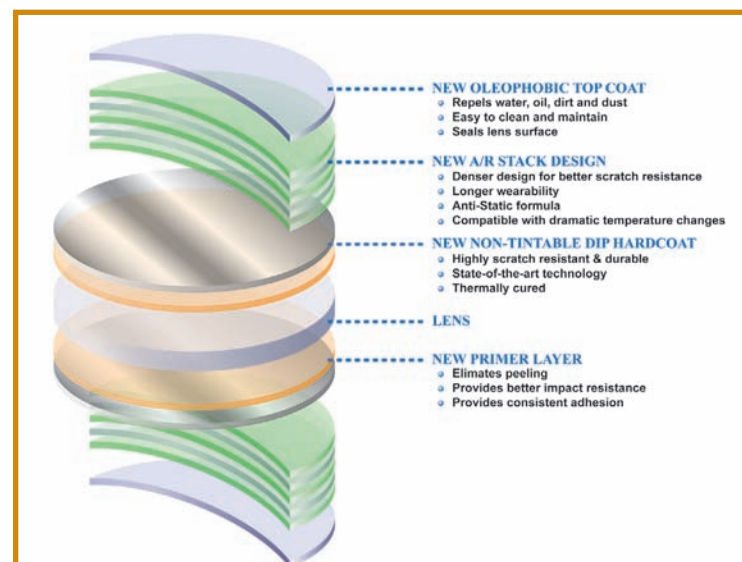 NEW OLEOPHOBIC TOP COAT
Repels water, oil, dirt and dust
Easy to clean and maintain
Seals lens surface
NEW A/R STACK DESIGN
Denser design for better scratch resistance
Longer wearability
Anti-Static formula
Compatible with dramatic temperature changes
NEW NON-TINTABLE DIP HARDCOAT
Highly scratch resistant & durable
State-of-the-art technology
Thermally cured
LENS
NEW PRIMER LAYER
Elimates peeling
Provides better impact resistance
Provides consistent adhesion